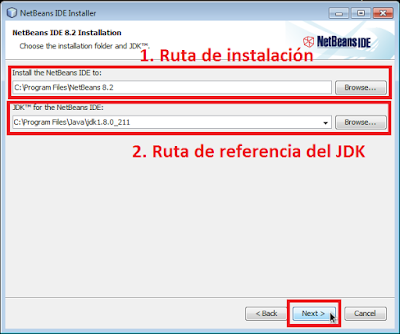 NetBeans IDE Installer
NetBeans IDE 8.2 Installation
Choose the installation folder and JDK™.
NetBeans IDE
1. Ruta de instalación
Install the NetBeans IDE to:
C:\Program Files\NetBeans 8.2
Browse...
JDK™ for the NetBeans IDE:
C:\Program Files\Java\jdk1.8.0_211
Browse...
2. Ruta de referencia del JDK
< Back
Next >
Cancel